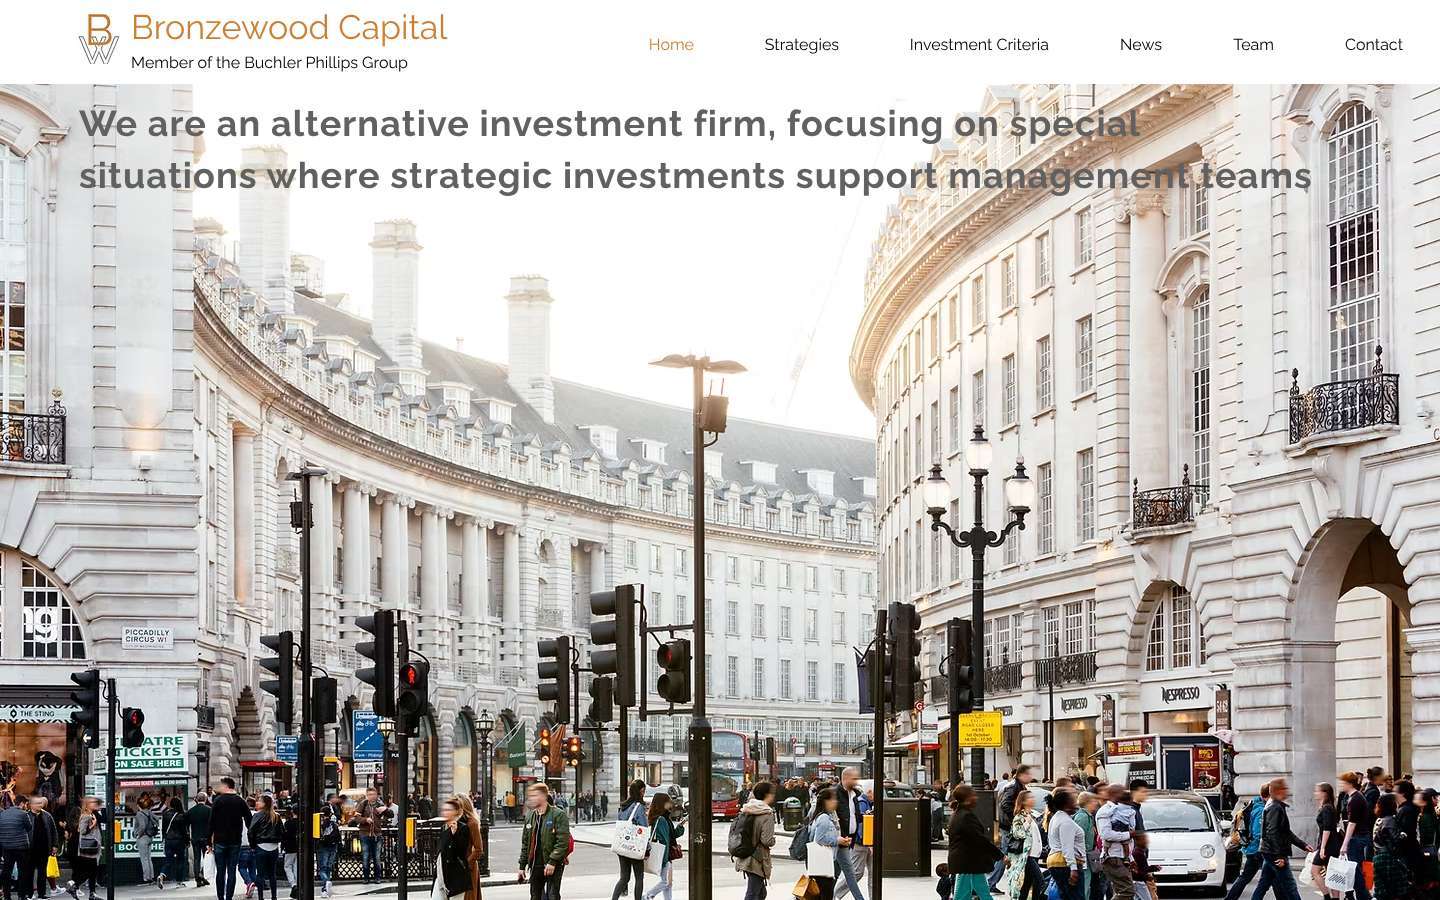 Bronzewood Capital
Member of the Buchler Phillips Group
Home
Strategies
Investment Criteria
News
Team
Contact
We are an alternative investment firm, focusing on special
situations where strategic investments support management teams
PICCADILLY
CIRCUS W1
THE STING
TICKETS
ON SALE HERE
NESPRESSO
NESPRESSO